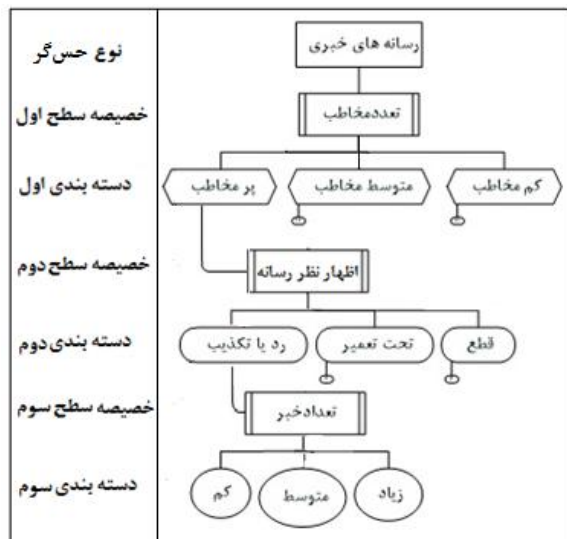 نوع حس‌گر
رسانه های خبری
خصیصه سطح اول
تعددمخاطب
دسته بندی اول
کم مخاطب
متوسط مخاطب
پر مخاطب
خصیصه سطح دوم
اظهار نظر رسانه
دسته بندی دوم
قطع
تحت تعمیر
رد یا تکذیب
خصیصه سطح سوم
تعدادخبر
دسته بندی سوم
زیاد
متوسط
کم